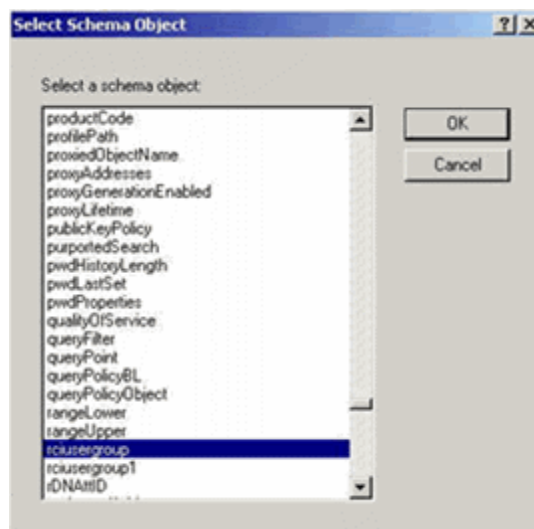 Select Schema Object
Select a schema object:
productCode
profilePath
proxiedObjectName
proxyAddresses
proxyGenerationEnabled
proxyLifetime
publicKeyPolicy
purportedSearch
pwdHistoryLength
pwdLastSet
pwdProperties
qualityOfService
queryFilter
queryPoint
queryPolicyBL
queryPolicyObject
rangeLower
rangeUpper
rciusergroup
rciusergroup1
rDNAttID
OK
Cancel